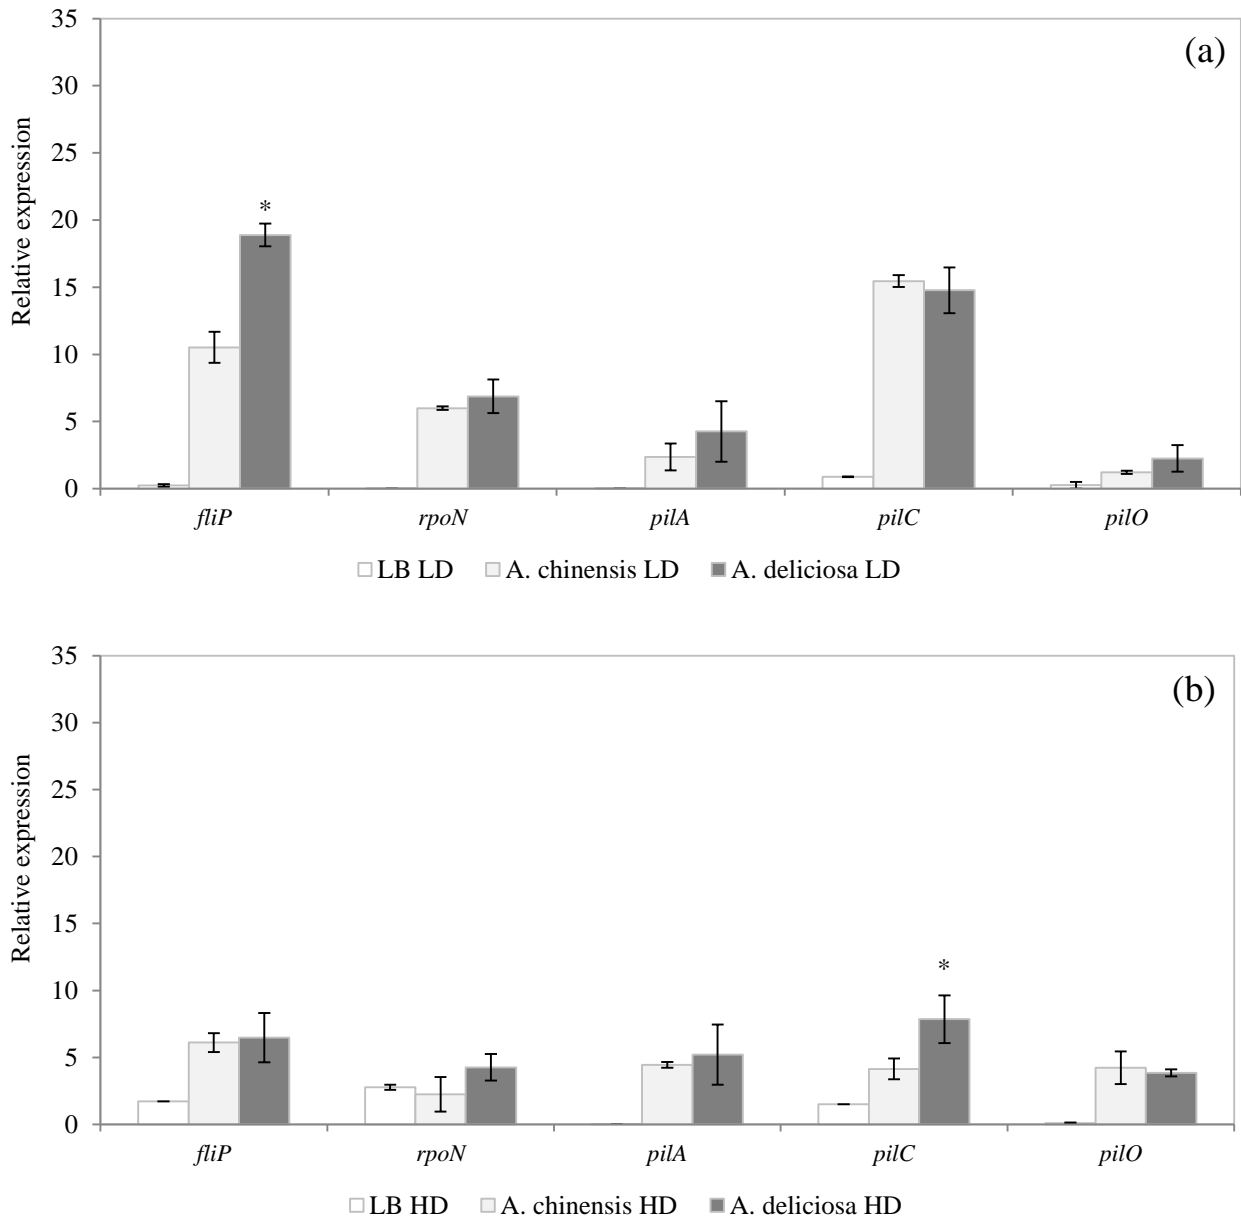 (a)
Relative expression
35
30
25
20
15
10
5
0
*
fliP rpoN pilA pilC pilO
LB LD A. chinensis LD A. deliciosa LD
(b)
Relative expression
35
30
25
20
15
10
5
0
*
fliP rpoN pilA pilC pilO
LB HD A. chinensis HD A. deliciosa HD